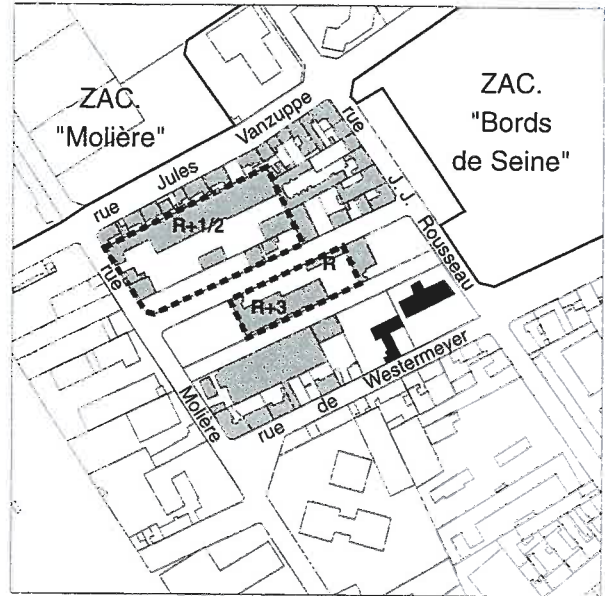 ZAC.
"Molière"
ZAC.
"Bords
de Seine"
rue Jules Vanzuppe
rue J. J. Rousseau
R+1/2
R
R+3
rue Molière
rue de Westermeyer